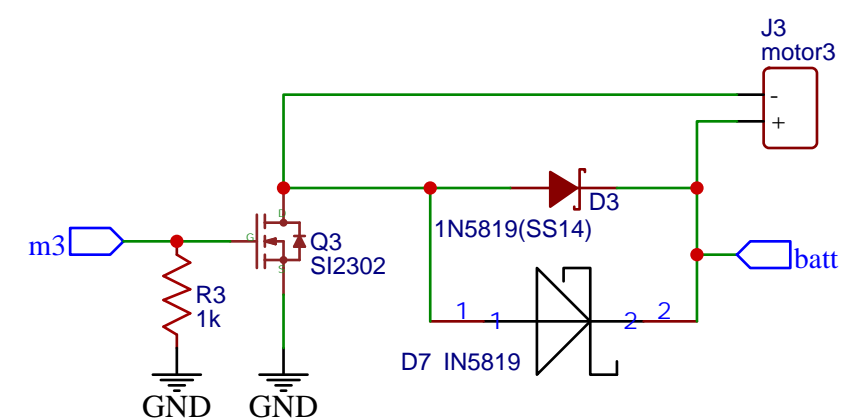 J3
motor3
-
+
D3
1N5819(SS14)
m3
G
D
S
Q3
SI2302
batt
R3
1k
1 1 2 2
D7 IN5819
GND GND